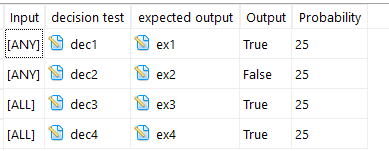 Input decision test expected output Output Probability
[ANY] dec1 ex1 True 25
[ANY] dec2 ex2 False 25
[ALL] dec3 ex3 True 25
[ALL] dec4 ex4 True 25